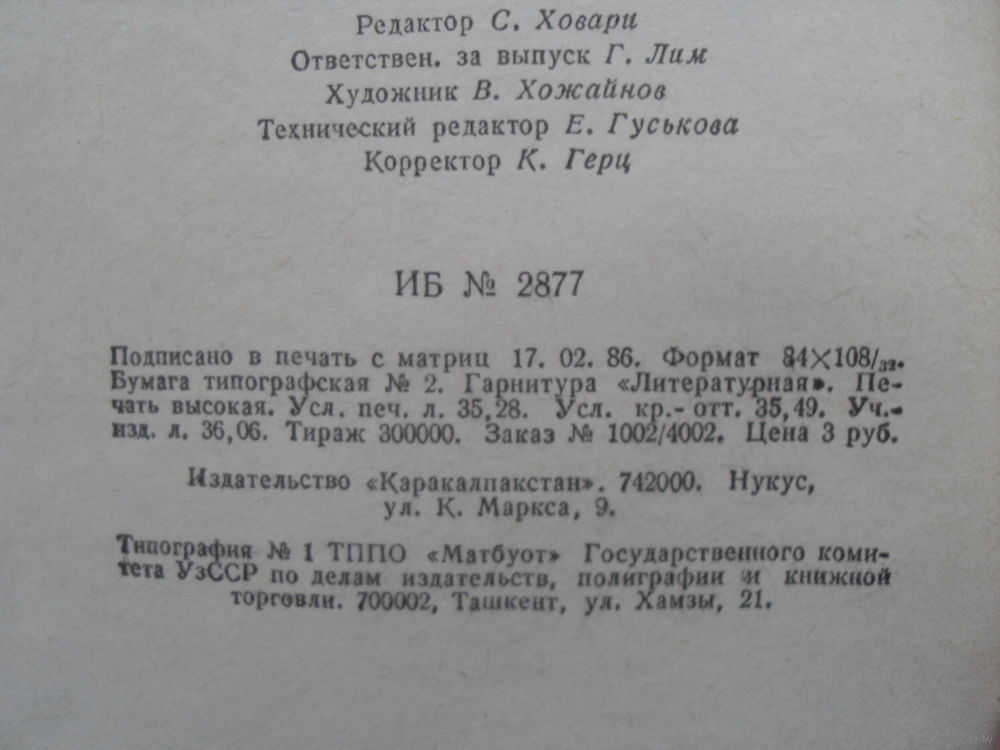 Редактор С. Ховари
Ответствен. за выпуск Г. Лим
Художник В. Хожайнов
Технический редактор Е. Гуськова
Корректор К. Герц
ИБ № 2877
Подписано в печать с матриц 17. 02. 86. Формат 84×108/32.
Бумага типографская № 2. Гарнитура «Литературная». Пе-
чать высокая. Усл. печ. л. 35,28. Усл. кр.- отт. 35,49. Уч.-
изд. л. 36,06. Тираж 300000. Заказ № 1002/4002. Цена 3 руб.
Издательство «Каракалпакстан». 742000. Нукус,
ул. К. Маркса, 9.
Типография № 1 ТППО «Матбуот» Государственного коми-
тета УзССР по делам издательств, полиграфии и книжной
торговли. 700002, Ташкент, ул. Хамзы, 21.